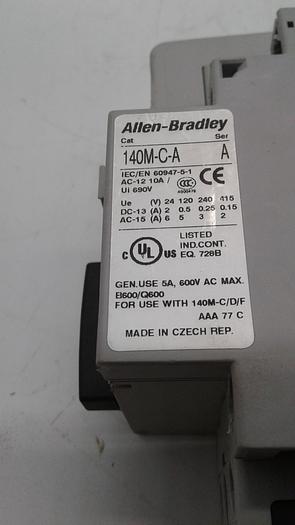 Allen-Bradley
Cat Ser
140M-C-A A
IEC/EN 60947-5-1
AC-12 10A /
Ui 690V
CCC
CE
Ue (V) 24 120 240 415
DC-13 (A) 2 0.5 0.25 0.15
AC-15 (A) 6 5 3 2
C UL US
LISTED
IND.CONT.
EQ. 728B
GEN.USE 5A, 600V AC MAX.
B600/Q600
FOR USE WITH 140M-C/D/F
AAA 77 C
MADE IN CZECH REP.